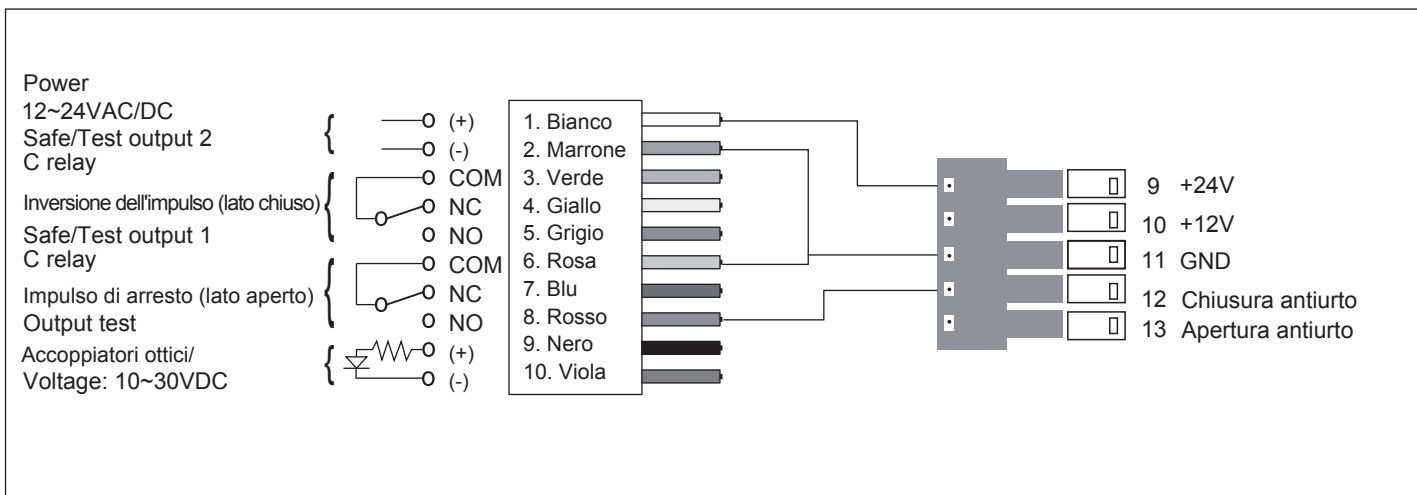 Power
12~24VAC/DC
Safe/Test output 2
C relay
Inversione dell'impulso (lato chiuso)
Safe/Test output 1
C relay
Impulso di arresto (lato aperto)
Output test
Accoppiatori ottici/
Voltage: 10~30VDC
(+)
(-)
COM
NC
NO
COM
NC
NO
(+)
(-)
1. Bianco
2. Marrone
3. Verde
4. Giallo
5. Grigio
6. Rosa
7. Blu
8. Rosso
9. Nero
10. Viola
9 +24V
10 +12V
11 GND
12 Chiusura antiurto
13 Apertura antiurto